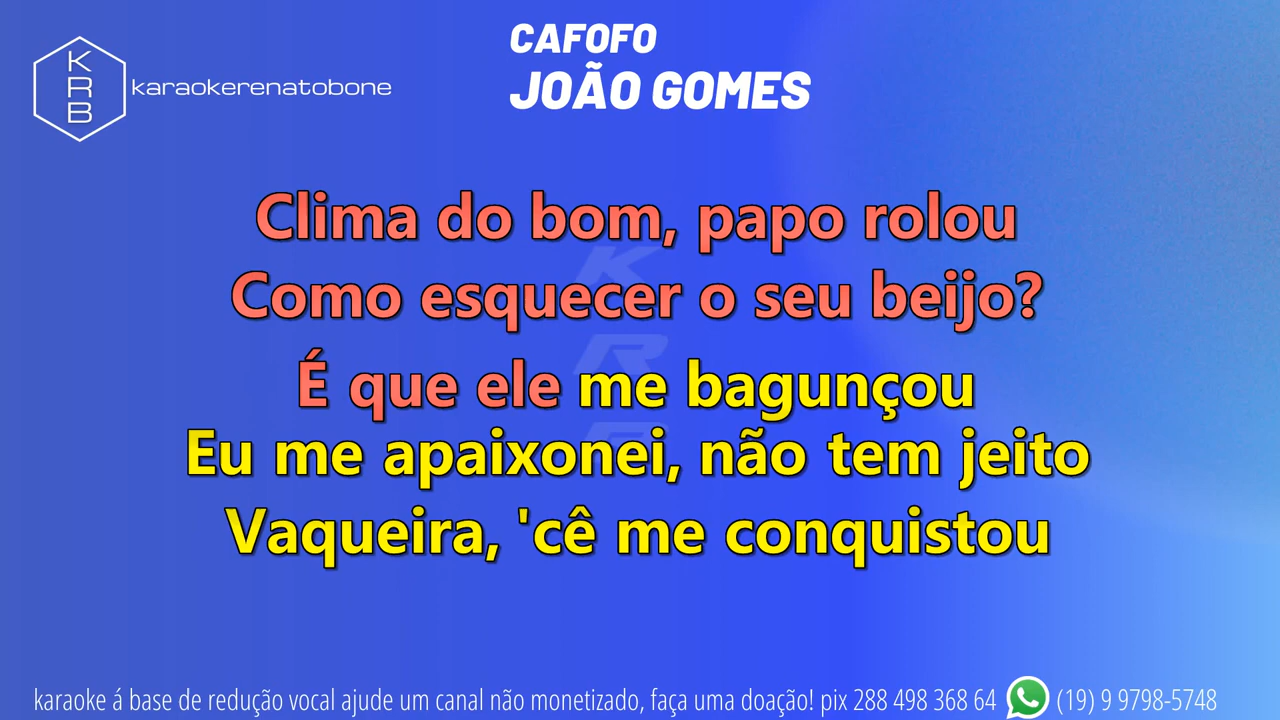 K
R
B
karaokerenatobone
CAFOFO
JOÃO GOMES
Clima do bom, papo rolou
Como esquecer o seu beijo?
É que ele me bagunçou
Eu me apaixonei, não tem jeito
Vaqueira, 'cê me conquistou
karaoke á base de redução vocal ajude um canal não monetizado, faça uma doação! pix 288 498 368 64 (19) 9 9798-5748